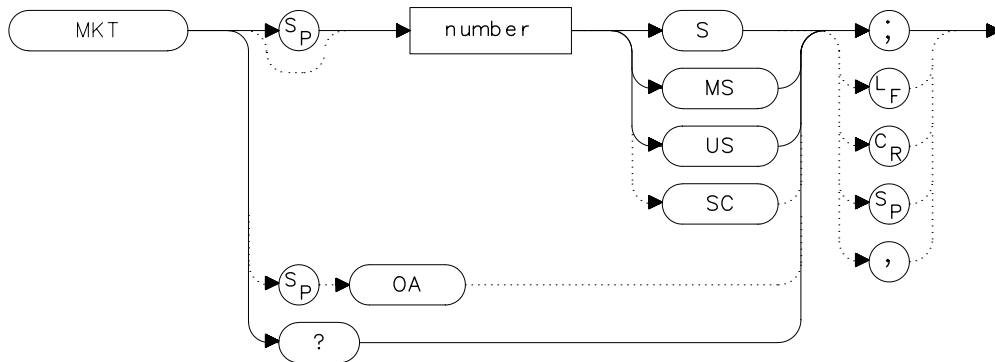 MKT SP number S ;
MS LF
US CR
SC SP
,
SP OA
?